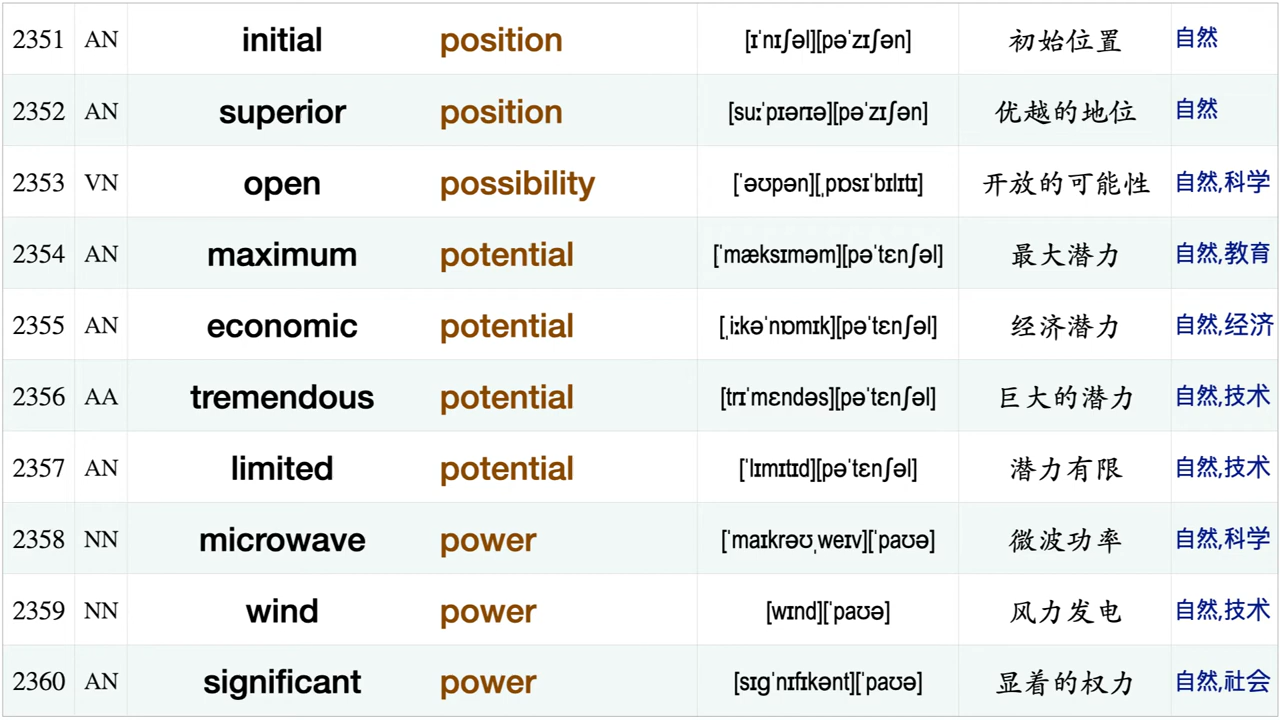 2351 AN initial position [ɪˈnɪʃəl][pəˈzɪʃən] 初始位置 自然
2352 AN superior position [suːˈpɪərɪə][pəˈzɪʃən] 优越的地位 自然
2353 VN open possibility [ˈəʊpən][ˌpɒsɪˈbɪlɪtɪ] 开放的可能性 自然,科学
2354 AN maximum potential [ˈmæksɪməm][pəˈtɛnʃəl] 最大潜力 自然,教育
2355 AN economic potential [ˌiːkəˈnɒmɪk][pəˈtɛnʃəl] 经济潜力 自然,经济
2356 AA tremendous potential [trɪˈmɛndəs][pəˈtɛnʃəl] 巨大的潜力 自然,技术
2357 AN limited potential [ˈlɪmɪtɪd][pəˈtɛnʃəl] 潜力有限 自然,技术
2358 NN microwave power [ˈmaɪkrəʊˌweɪv][ˈpaʊə] 微波功率 自然,科学
2359 NN wind power [wɪnd][ˈpaʊə] 风力发电 自然,技术
2360 AN significant power [sɪgˈnɪfɪkənt][ˈpaʊə] 显着的权力 自然,社会